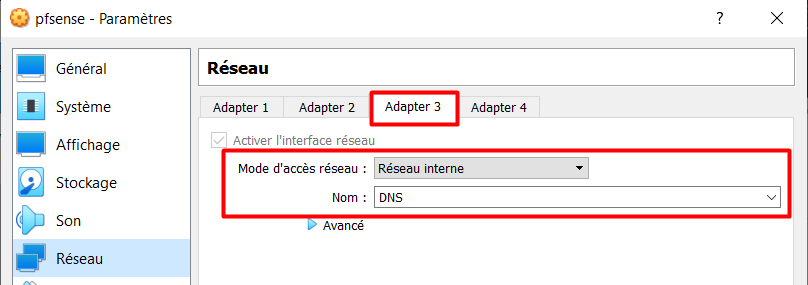 pfsense - Paramètres
?
Général
Système
Affichage
Stockage
Son
Réseau
Réseau
Adapter 1 Adapter 2 Adapter 3 Adapter 4
Activer l'interface réseau
Mode d'accès réseau : Réseau interne
Nom : DNS
Avancé